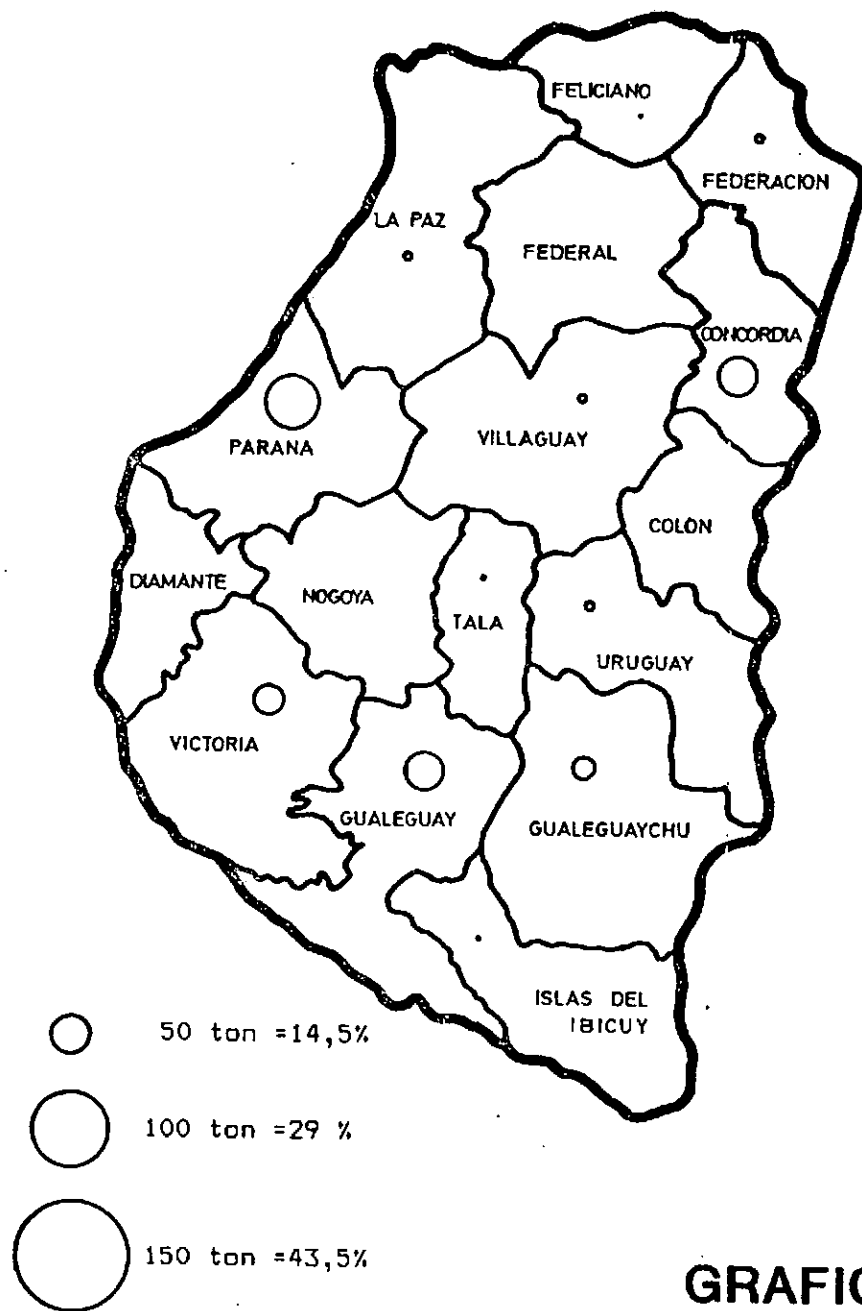 FELICIANO
FEDERACION
LA PAZ
FEDERAL
CONCORDIA
PARANA
VILLAGUAY
COLON
DIAMANTE
NOGOYA
TALA
URUGUAY
VICTORIA
GUALEGUAY
GUALEGUAYCHU
ISLAS DEL
IBICUY
50 ton =14,5%
100 ton =29 %
150 ton =43,5%
GRAFIC